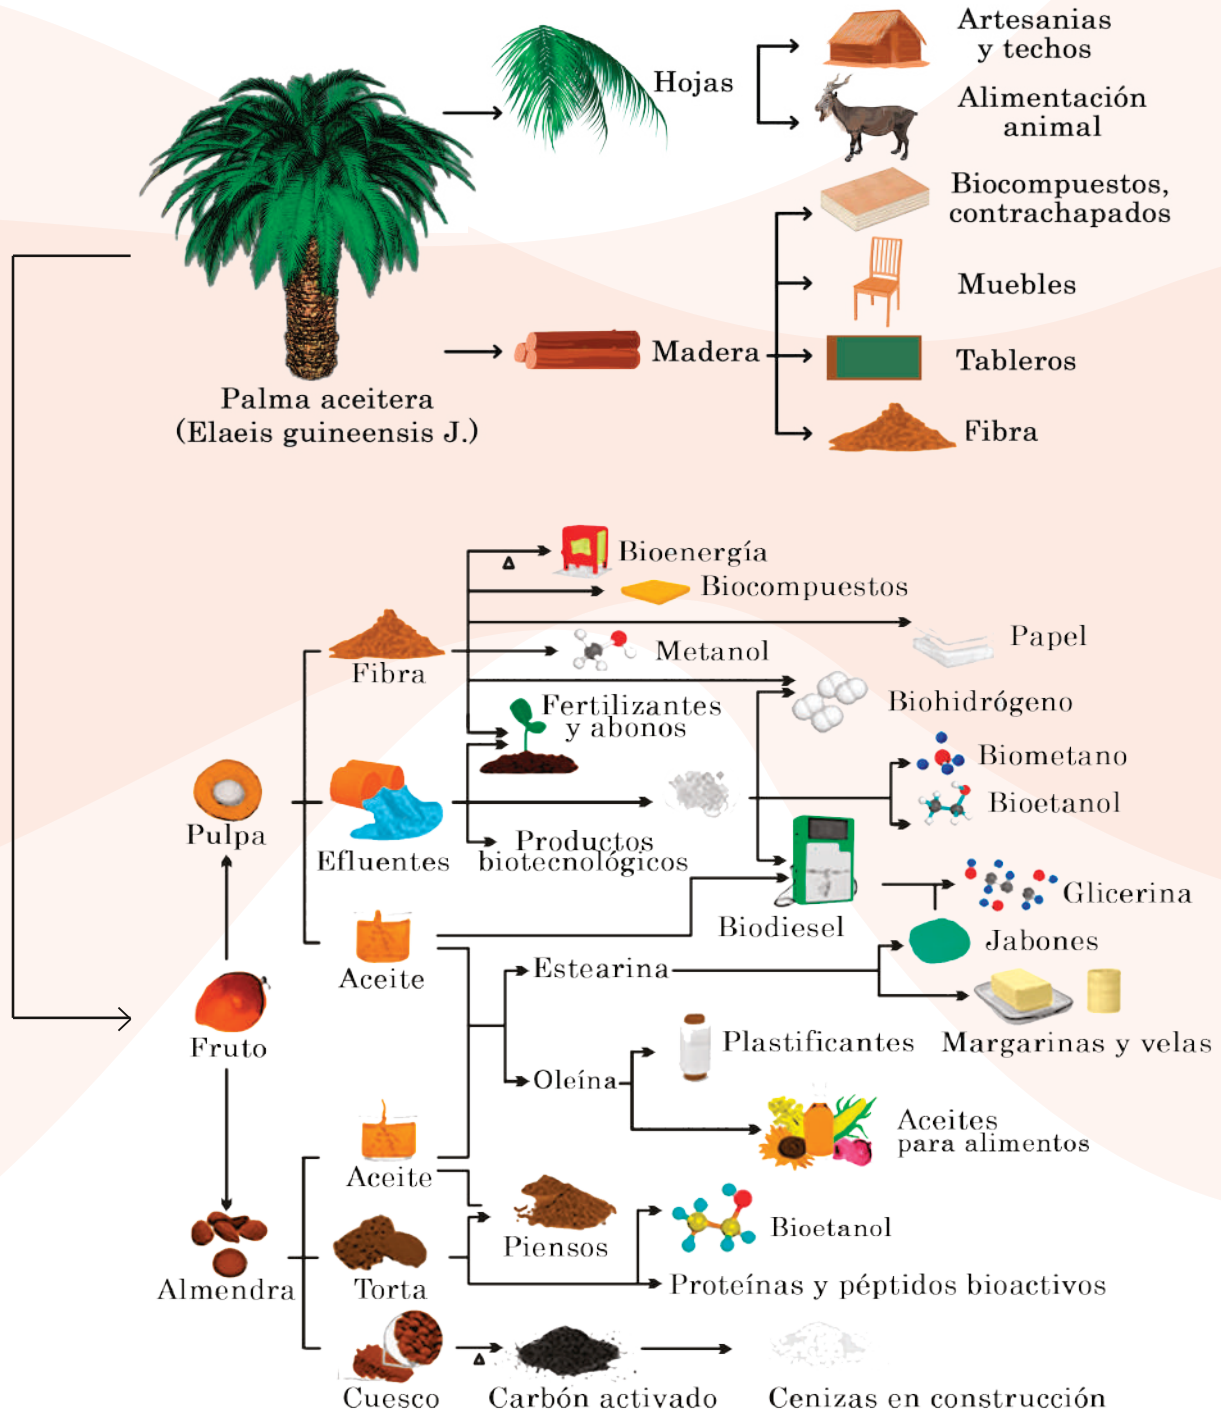 Artesanias
y techos
Hojas
Alimentación
animal
Biocompuestos,
contrachapados
Muebles
Madera
Tableros
Fibra
Palma aceitera
(Elaeis guineensis J.)
Bioenergía
Biocompuestos
Papel
Metanol
Fibra
Biohidrógeno
Fertilizantes
y abonos
Biometano
Bioetanol
Pulpa
Efluentes
Productos
biotecnológicos
Glicerina
Biodiesel
Jabones
Aceite
Estearina
Fruto
Plastificantes
Margarinas y velas
Oleína
Aceites
para alimentos
Aceite
Piensos
Bioetanol
Almendra
Torta
Proteínas y péptidos bioactivos
Cuesco
Carbón activado
Cenizas en construcción